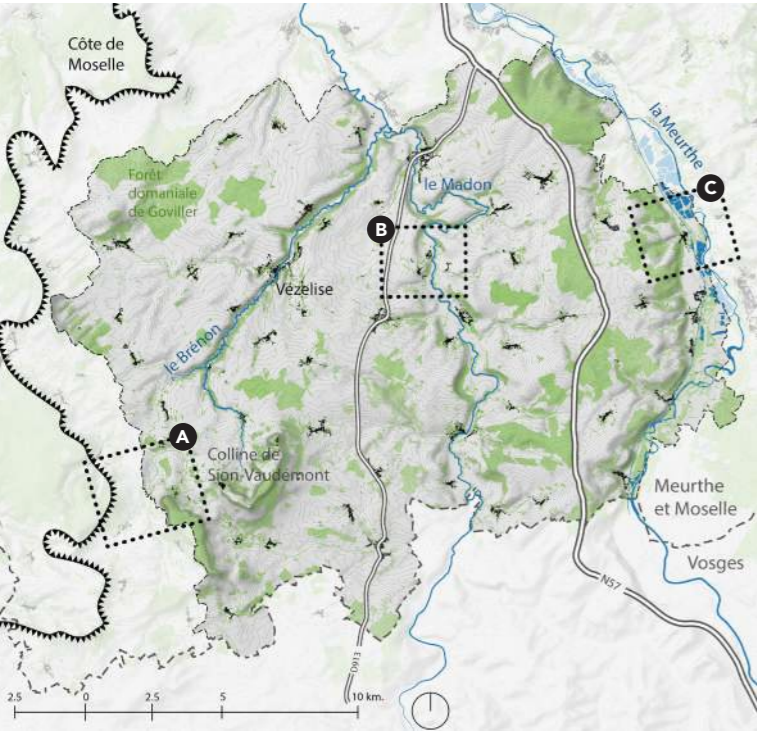 Côte de
Moselle
la Meurthe
Forêt
domaniale
de Goviller
le Madon
C
B
Vézelise
le Brénon
A
Colline de
Sion-Vaudémont
Meurthe
et Moselle
Vosges
N57
D913
2.5
0
2.5
5
10 km.